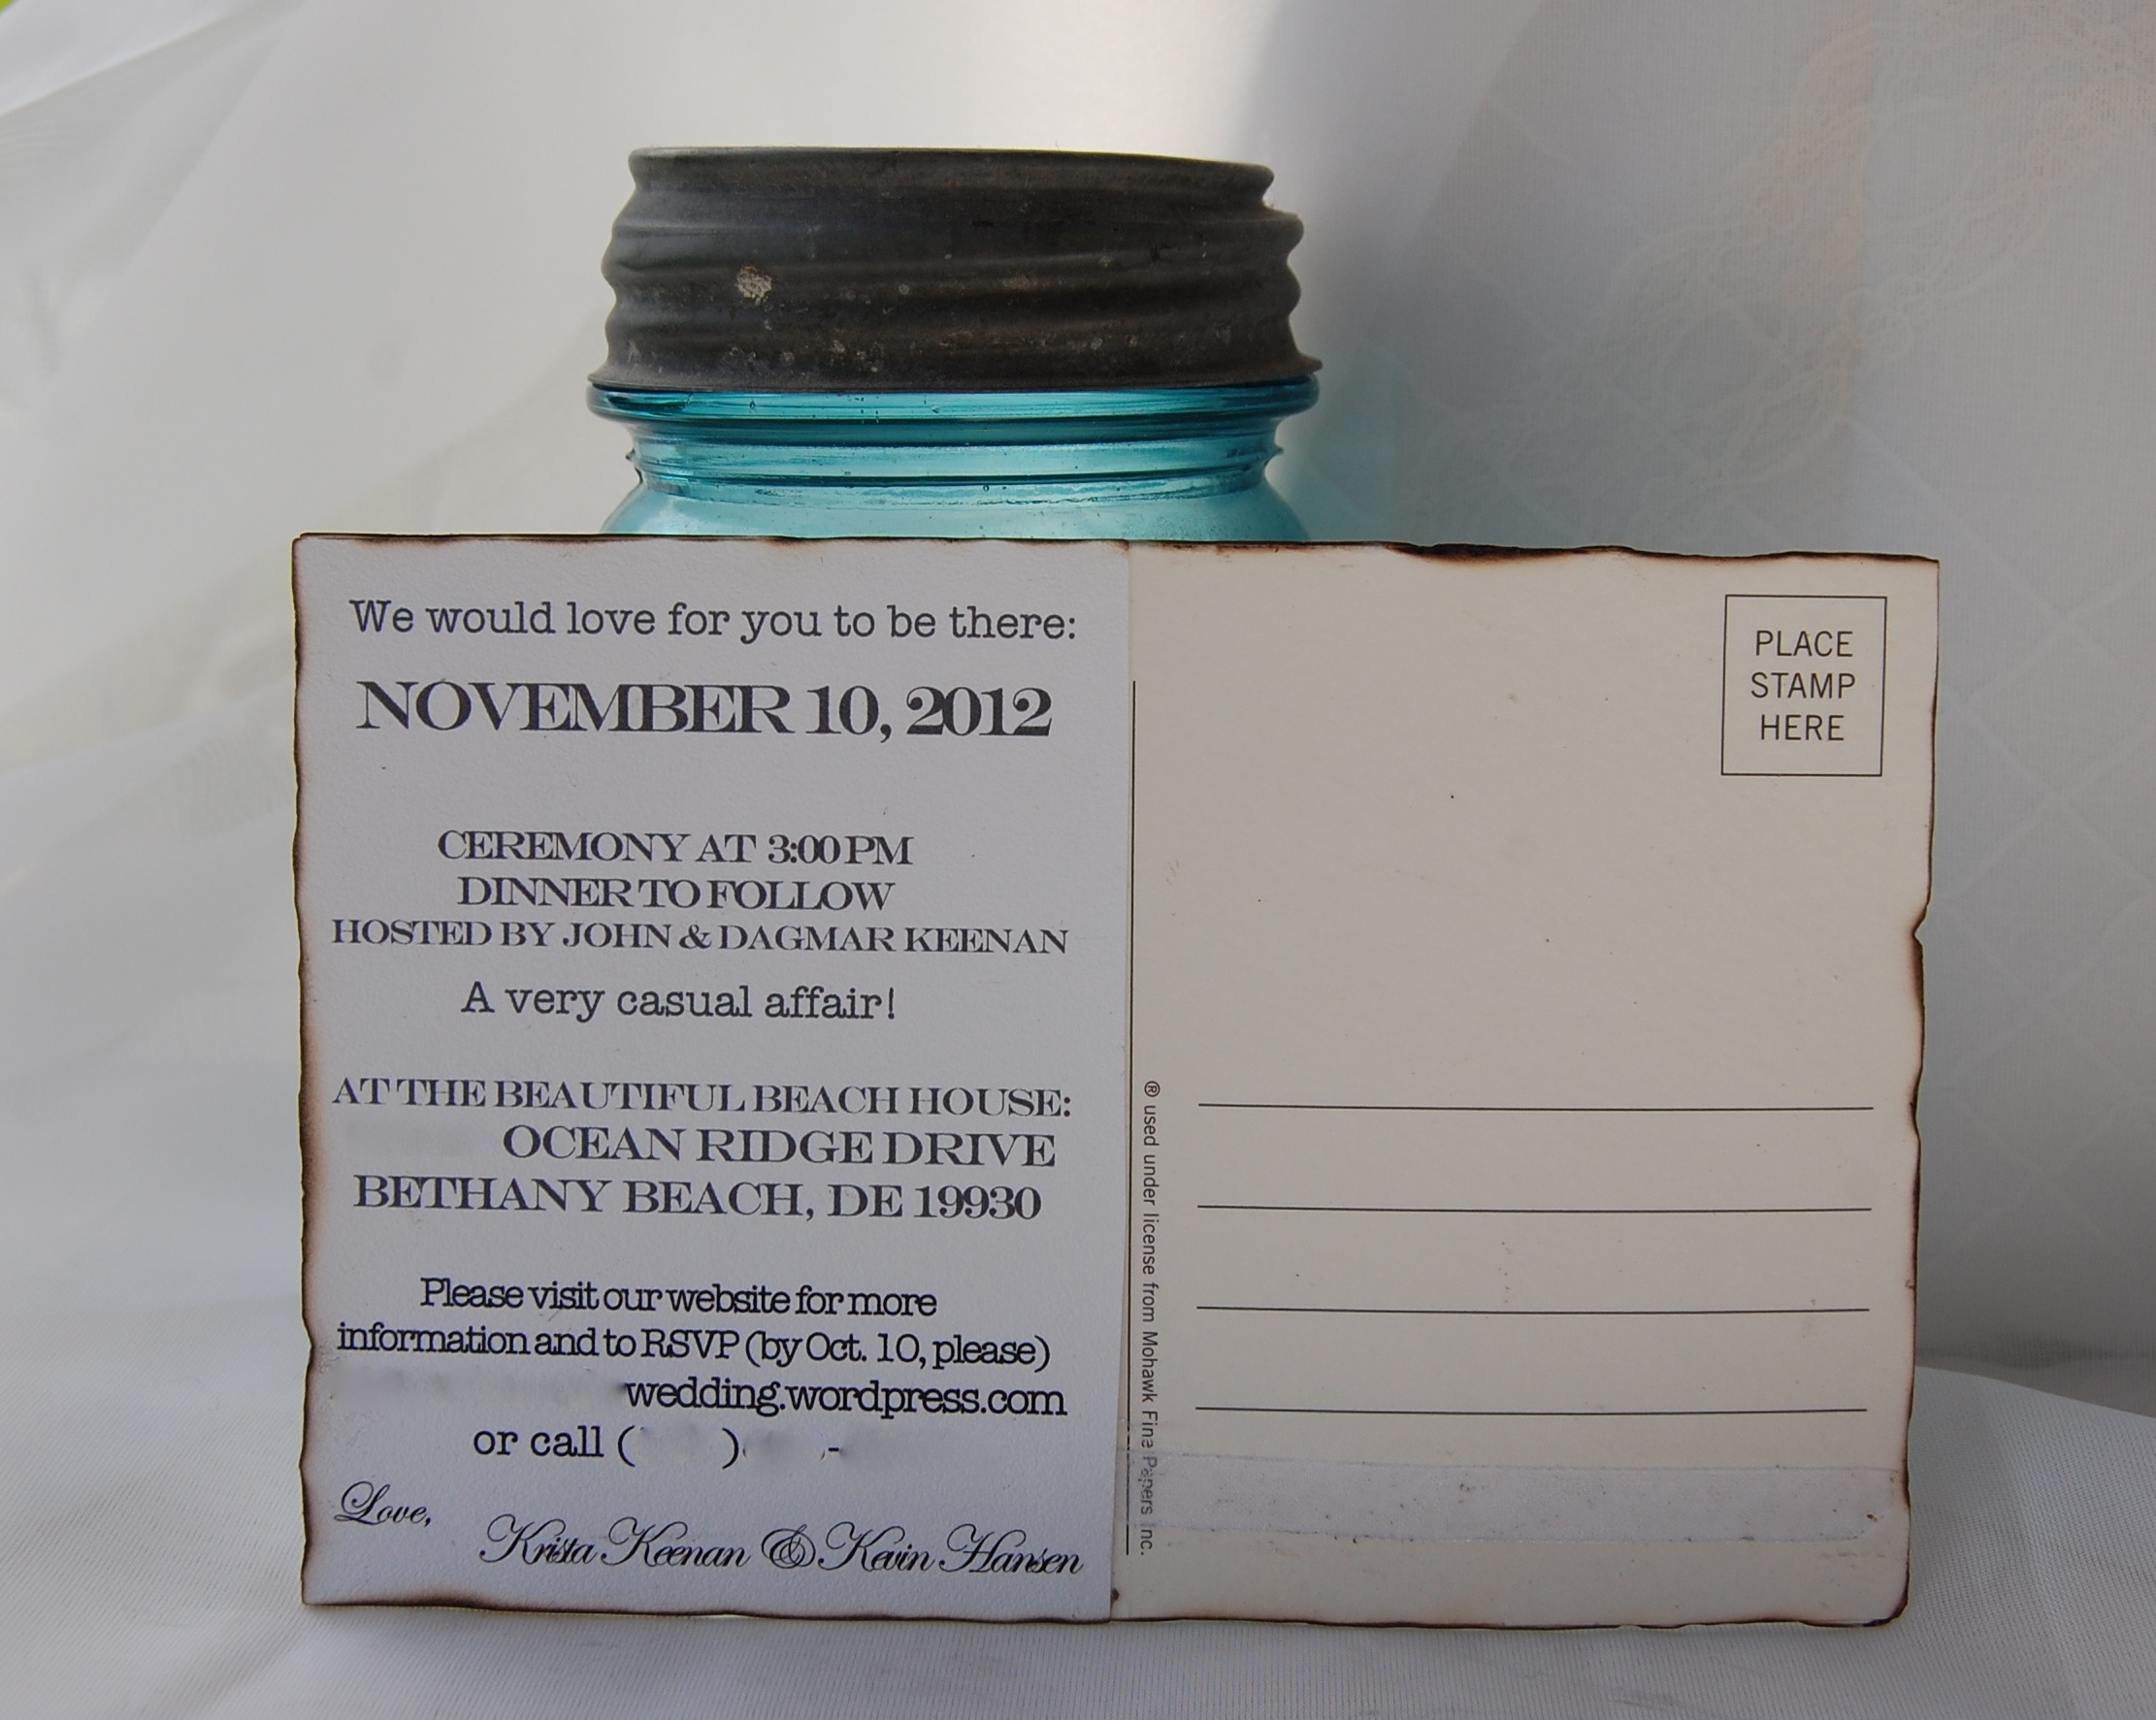 We would love for you to be there:
NOVEMBER 10, 2012
CEREMONY AT 3:00 PM
DINNER TO FOLLOW
HOSTED BY JOHN & DAGMAR KEENAN
A very casual affair!
AT THE BEAUTIFUL BEACH HOUSE:
OCEAN RIDGE DRIVE
BETHANY BEACH, DE 19930
Please visit our website for more
information and to RSVP (by Oct. 10, please)
wedding.wordpress.com
or call ( ) -
Love,
Krista Keenan & Kevin Hansen
PLACE
STAMP
HERE
® used under license from Mohawk Fine Papers Inc.